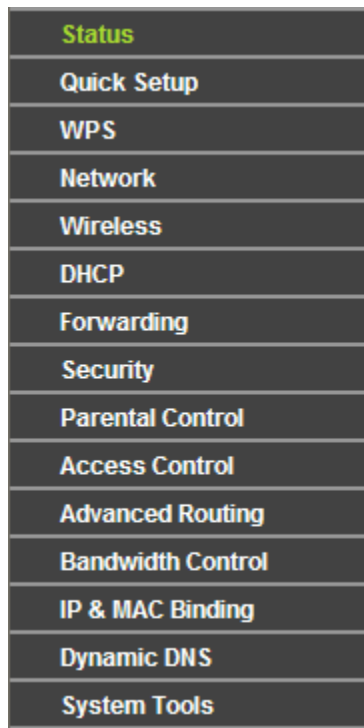 Status
Quick Setup
WPS
Network
Wireless
DHCP
Forwarding
Security
Parental Control
Access Control
Advanced Routing
Bandwidth Control
IP & MAC Binding
Dynamic DNS
System Tools